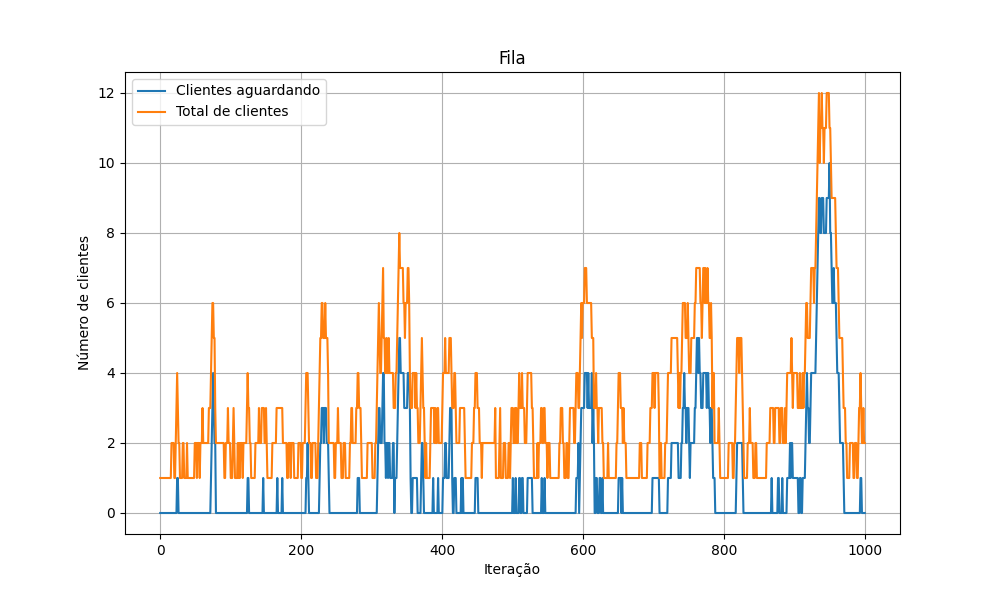 Fila
Clientes aguardando
Total de clientes
Número de clientes
12
10
8
6
4
2
0
0 200 400 600 800 1000
Iteração